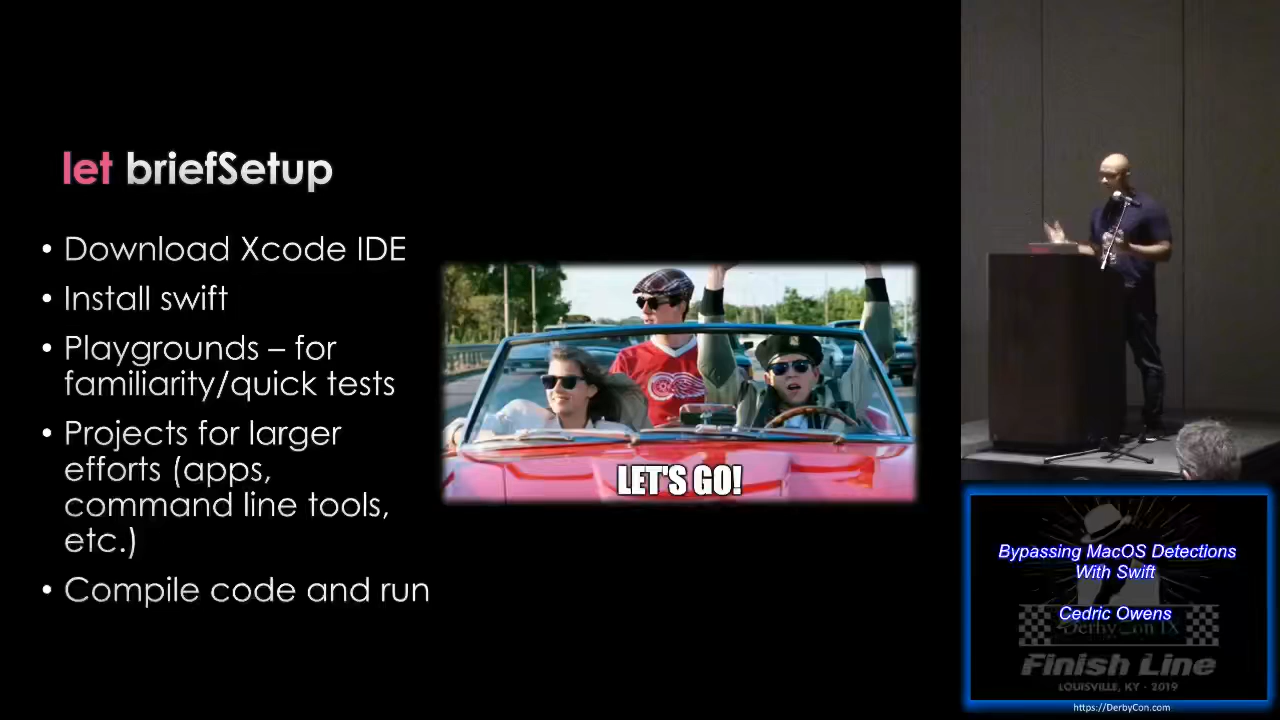 let briefSetup
• Download Xcode IDE
• Install swift
• Playgrounds – for
familiarity/quick tests
• Projects for larger
efforts (apps,
command line tools,
etc.)
• Compile code and run
LET'S GO!
Bypassing MacOS Detections
With Swift
Cedric Owens
DerbyCon IX
Finish Line
LOUISVILLE, KY - 2019
https://DerbyCon.com